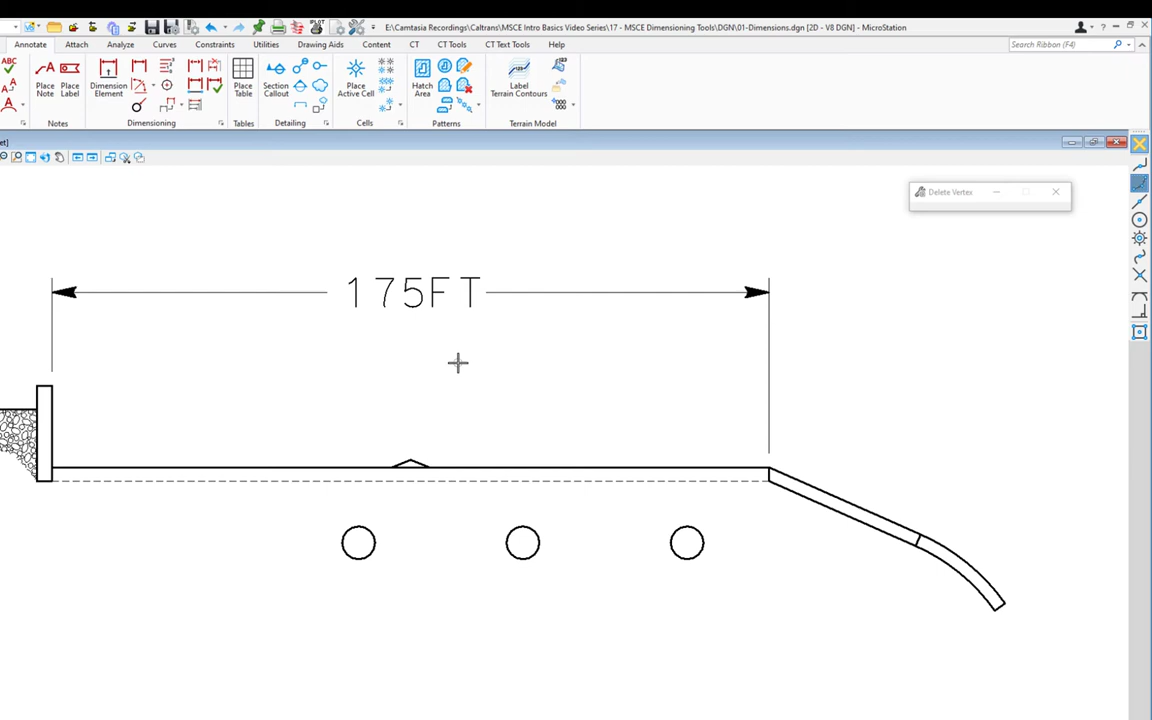 E:\Camtasia Recordings\Caltrans\MSCE Intro Basics Video Series\17 - MSCE Dimensioning Tools\DGN\01-Dimensions.dgn [2D - V8 DGN] - MicroStation
Annotate Attach Analyze Curves Constraints Utilities Drawing Aids Content CT CT Tools CT Text Tools Help
Search Ribbon (F4)
ABC
A
A
Place Note
Place Label
Dimension Element
Place Table
Section Callout
Place Active Cell
Hatch Area
Label Terrain Contours
Notes Dimensioning Tables Detailing Cells Patterns Terrain Model
Delete Vertex
175FT